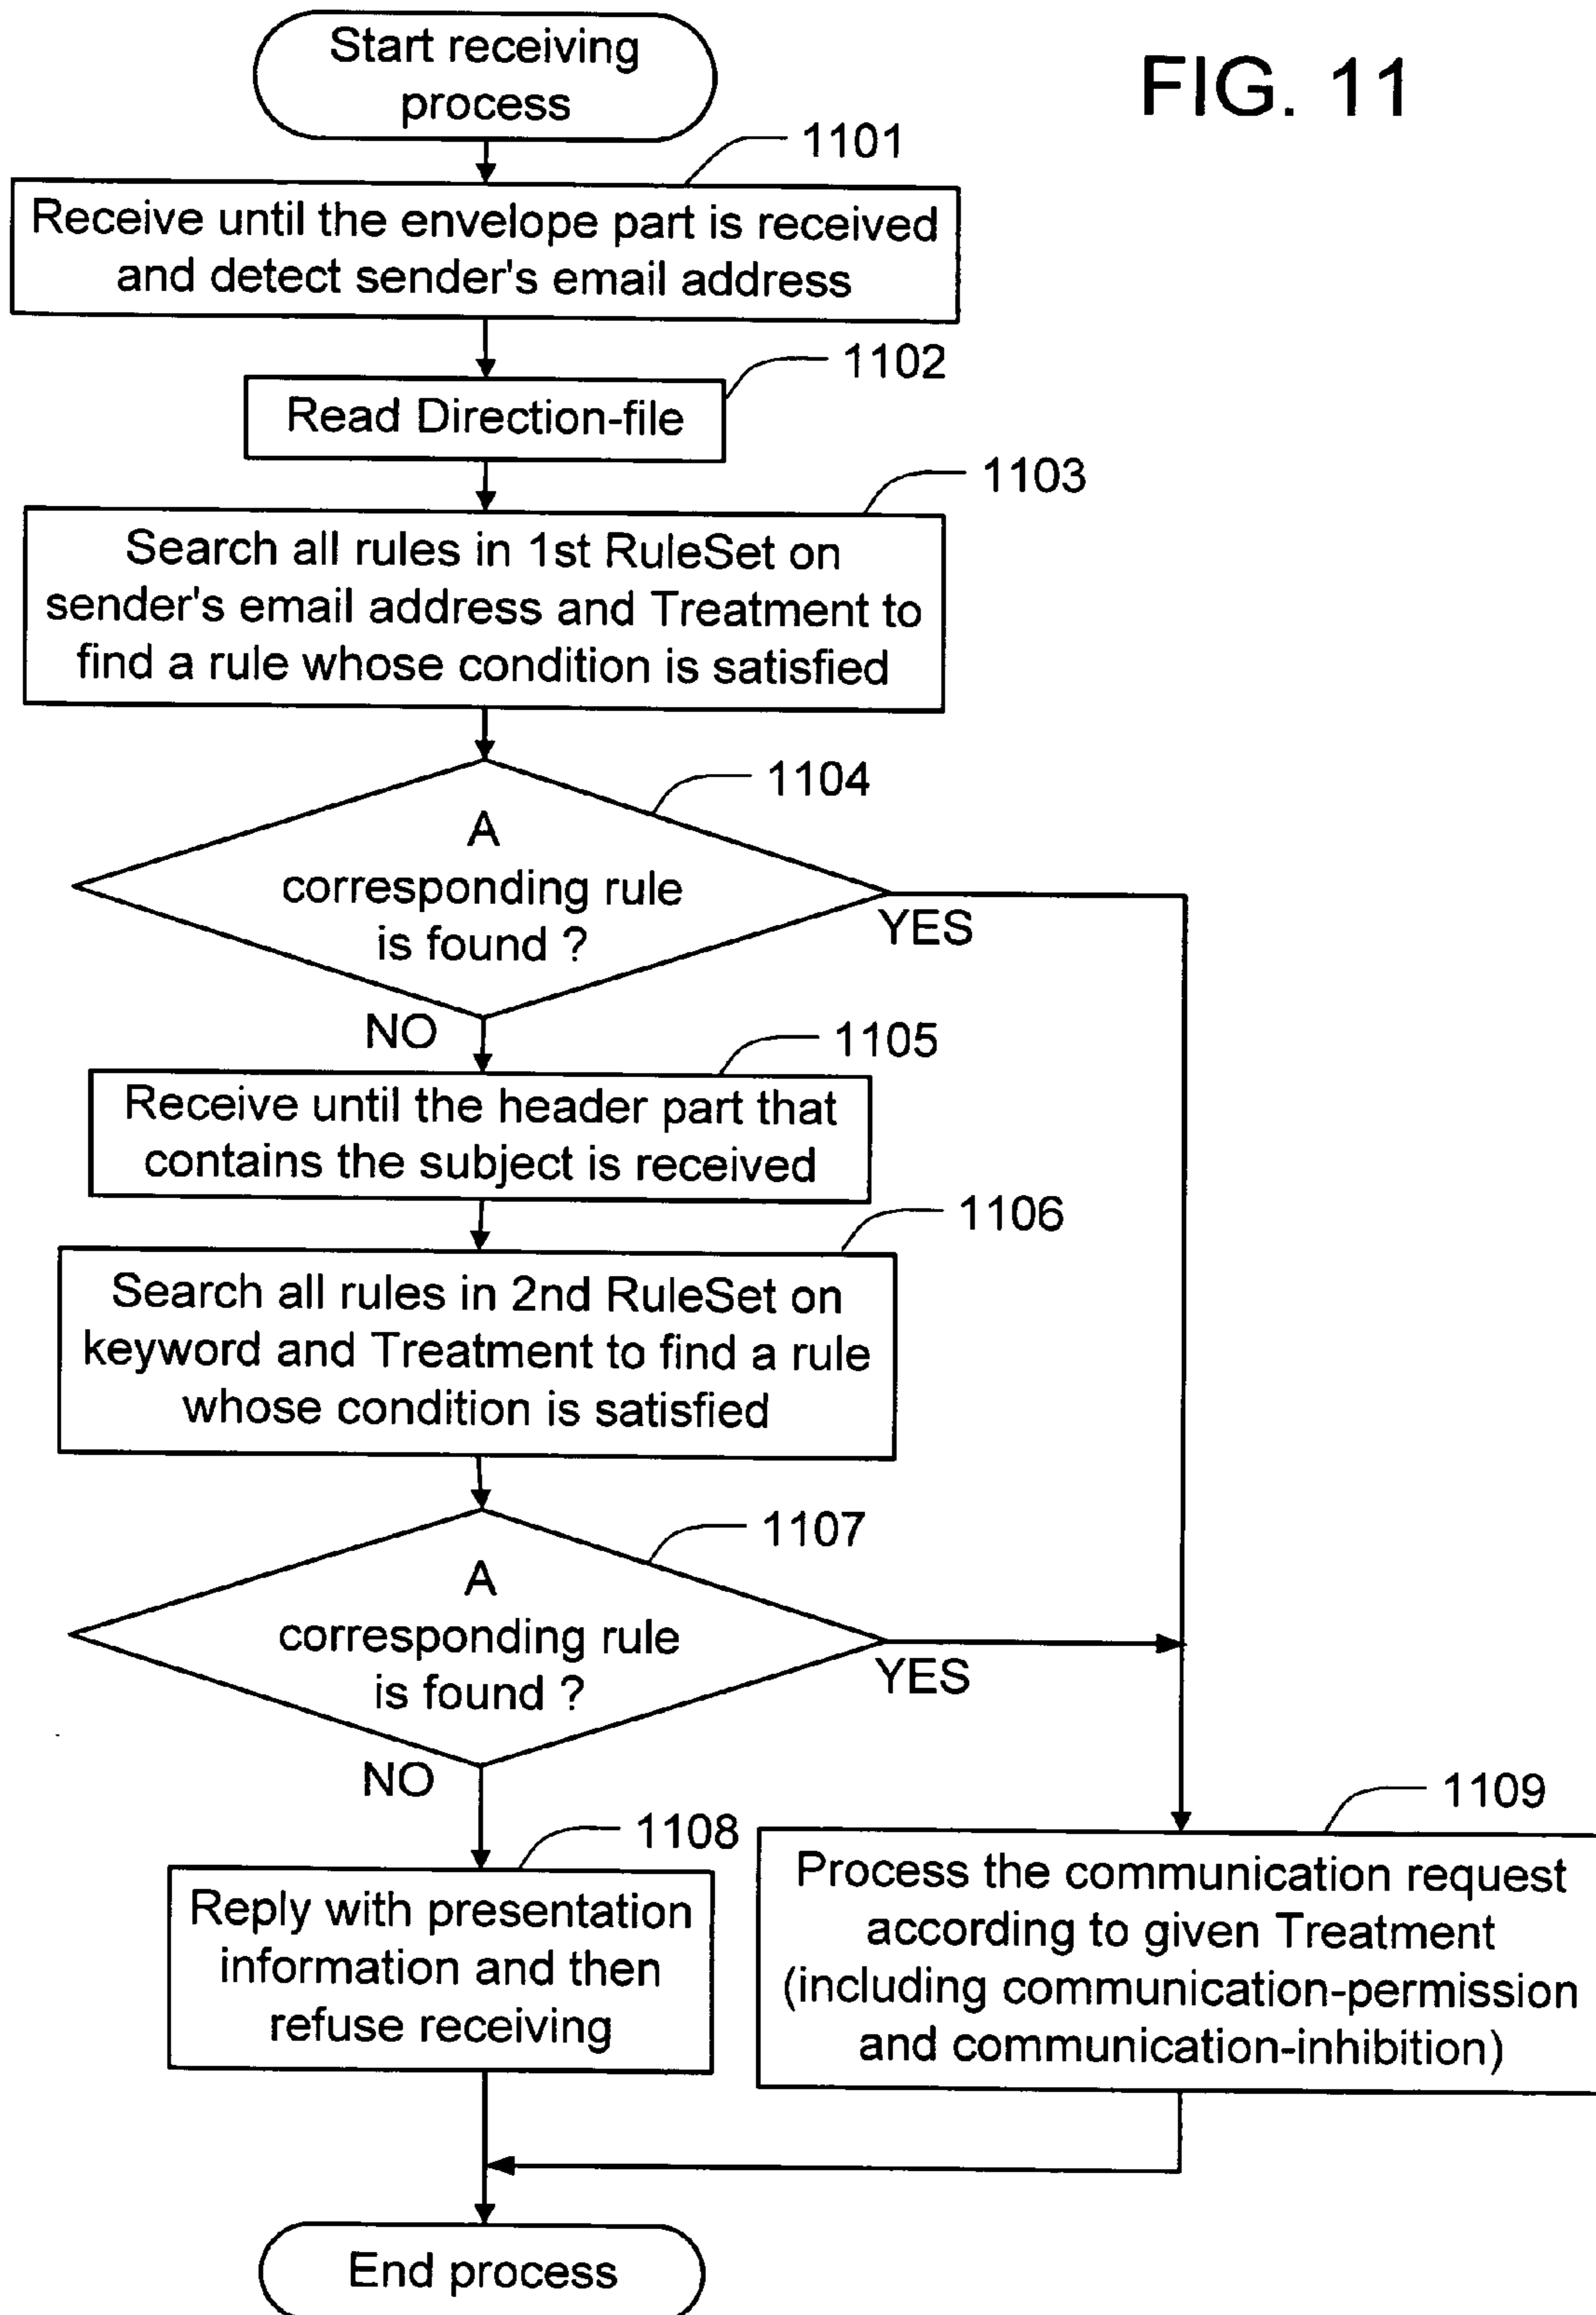 Start receiving
process
FIG. 11
1101
Receive until the envelope part is received
and detect sender's email address
1102
Read Direction-file
1103
Search all rules in 1st RuleSet on
sender's email address and Treatment to
find a rule whose condition is satisfied
1104
A
corresponding rule
is found ?
YES
NO
1105
Receive until the header part that
contains the subject is received
1106
Search all rules in 2nd RuleSet on
keyword and Treatment to find a rule
whose condition is satisfied
1107
A
corresponding rule
is found ?
YES
NO
1108
Reply with presentation
information and then
refuse receiving
1109
Process the communication request
according to given Treatment
(including communication-permission
and communication-inhibition)
End process